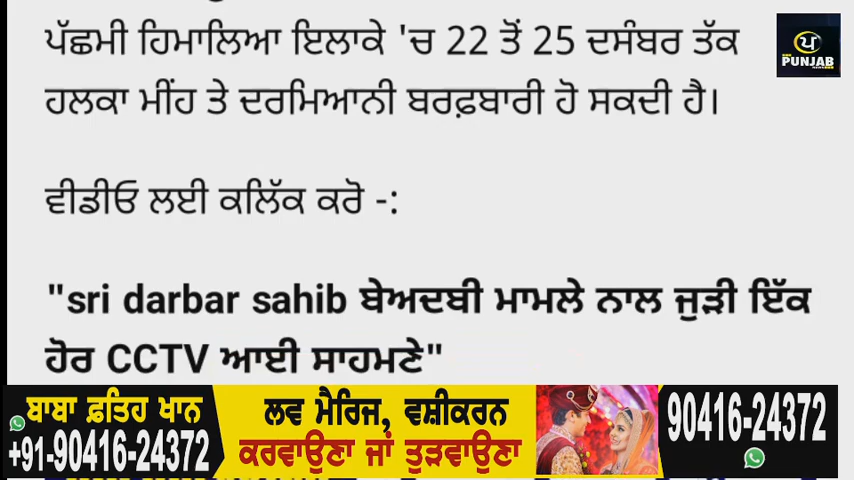 ਪੱਛਮੀ ਹਿਮਾਲਿਆ ਇਲਾਕੇ 'ਚ 22 ਤੋਂ 25 ਦਸੰਬਰ ਤੱਕ
ਹਲਕਾ ਮੀਂਹ ਤੇ ਦਰਮਿਆਨੀ ਬਰਫ਼ਬਾਰੀ ਹੋ ਸਕਦੀ ਹੈ।
ਵੀਡੀਓ ਲਈ ਕਲਿੱਕ ਕਰੋ -:
"sri darbar sahib ਬੇਅਦਬੀ ਮਾਮਲੇ ਨਾਲ ਜੁੜੀ ਇੱਕ
ਹੋਰ CCTV ਆਈ ਸਾਹਮਣੇ"
ਪ
PUNJAB
ਬਾਬਾ ਫ਼ਤਿਹ ਖਾਨ
+91-90416-24372
ਲਵ ਮੈਰਿਜ, ਵਸ਼ੀਕਰਨ
ਕਰਵਾਉਣਾ ਜਾਂ ਤੁੜਵਾਉਣਾ
90416-24372